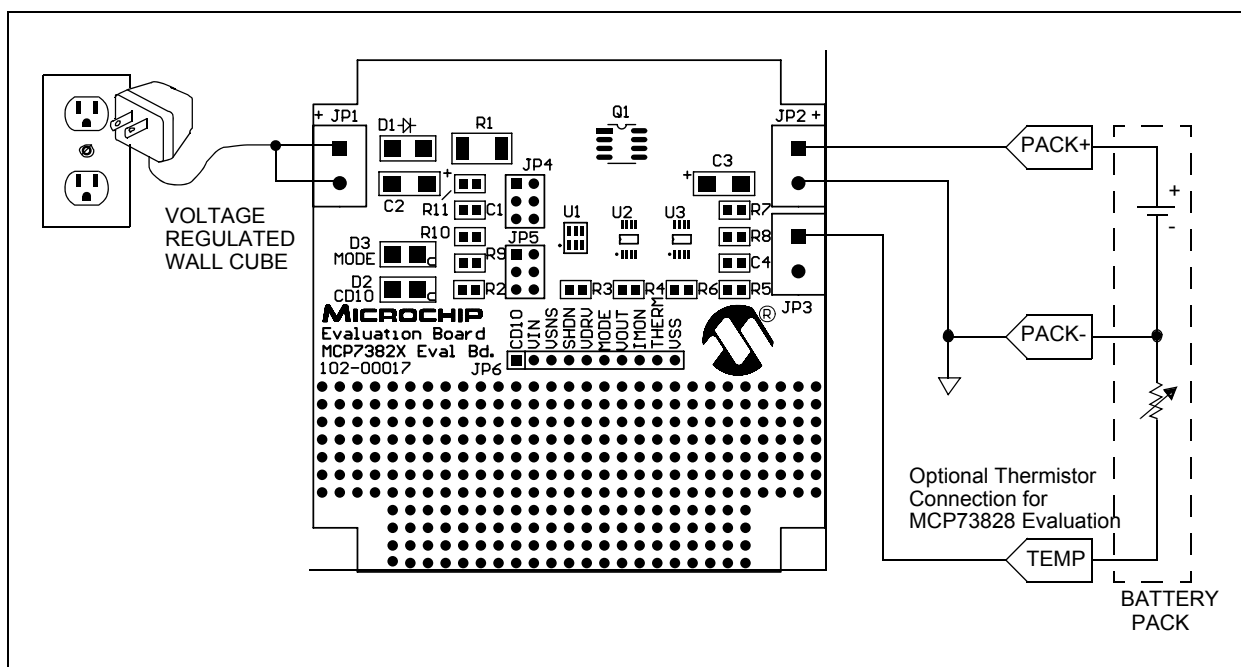 + JP1
D1
R1
Q1
JP2 +
C2
+
R11
C1
R10
R9
R2
JP4
JP5
D3
MODE
D2
CD10
U1
U2
U3
+
C3
R7
R8
C4
R3
R4
R6
R5
JP3
VOLTAGE
REGULATED
WALL CUBE
MICROCHIP
®
Evaluation Board
MCP7382X Eval Bd.
102-00017
JP6
CD10
VIN
VSNS
SHDN
VDRV
MODE
VOUT
IMON
THERM
VSS
PACK+
+
-
PACK-
Optional Thermistor
Connection for
MCP73828 Evaluation
TEMP
BATTERY
PACK